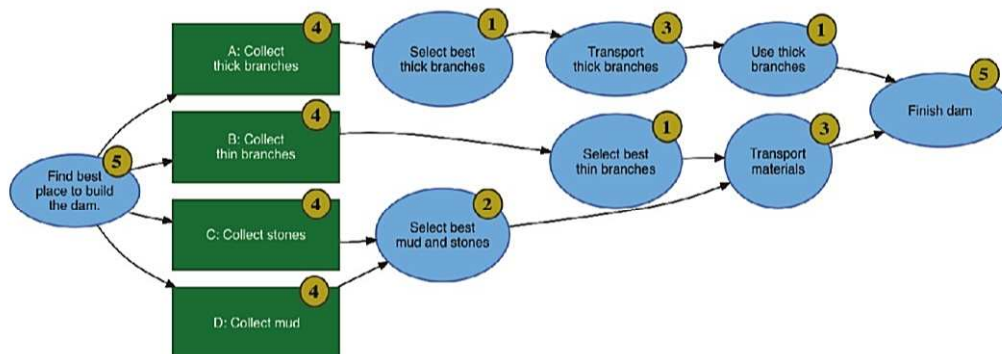 4
A: Collect
thick branches
1
Select best
thick branches
3
Transport
thick branches
1
Use thick
branches
5
Finish dam
4
B: Collect
thin branches
1
Select best
thin branches
3
Transport
materials
5
Find best
place to build
the dam.
4
C: Collect stones
2
Select best
mud and stones
4
D: Collect mud